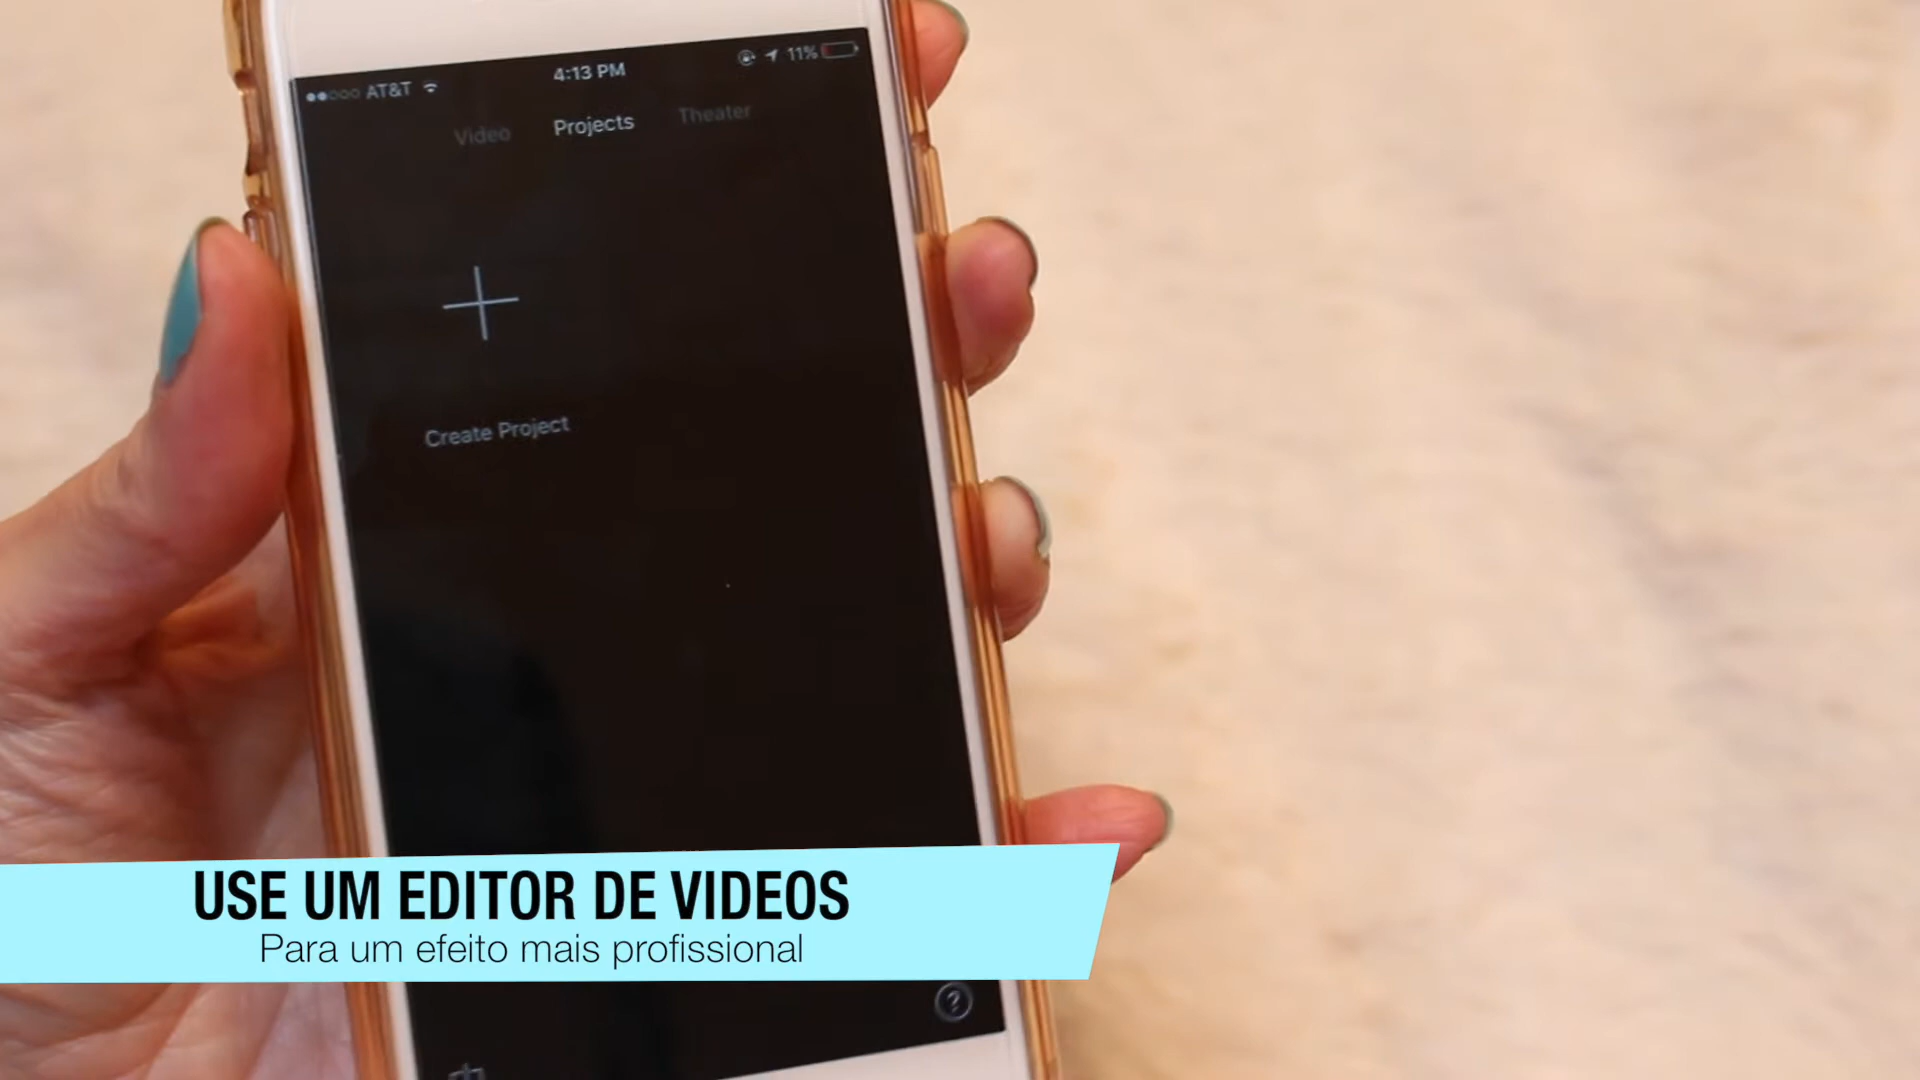 AT&T 4:13 PM 11%
Video Projects Theater
Create Project
USE UM EDITOR DE VIDEOS
Para um efeito mais profissional
?